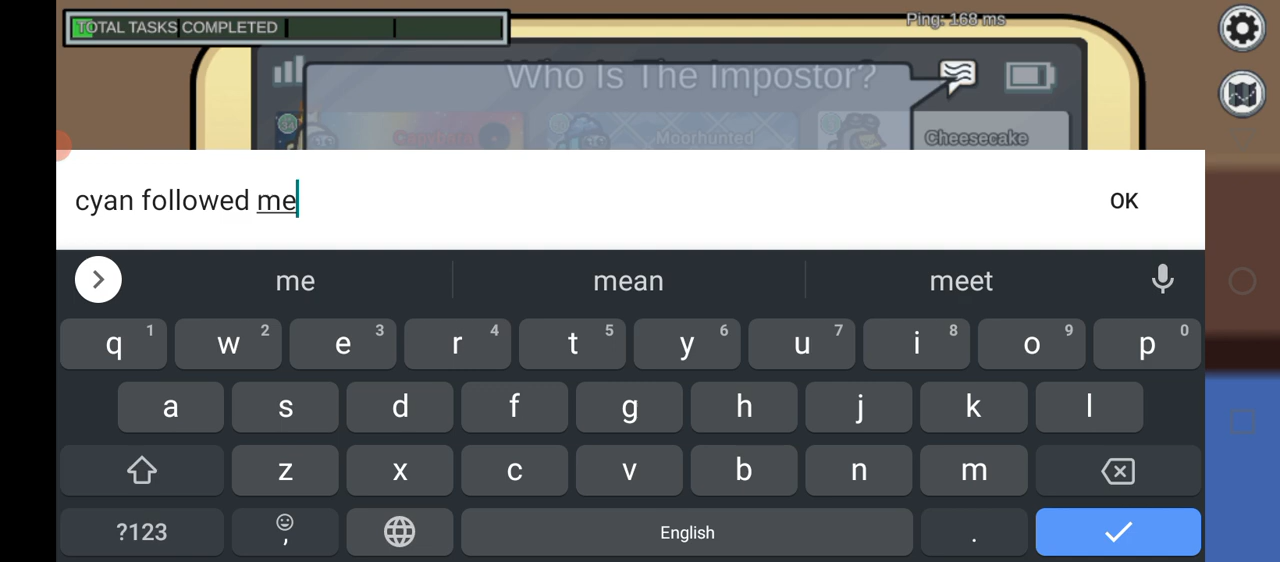 TOTAL TASKS COMPLETED
Ping: 168 ms
Who Is The Impostor?
Moorhunted
Cheesecake
cyan followed me
OK
me mean meet
q 1 w 2 e 3 r 4 t 5 y 6 u 7 i 8 o 9 p 0
a s d f g h j k l
z x c v b n m
?123 , English .